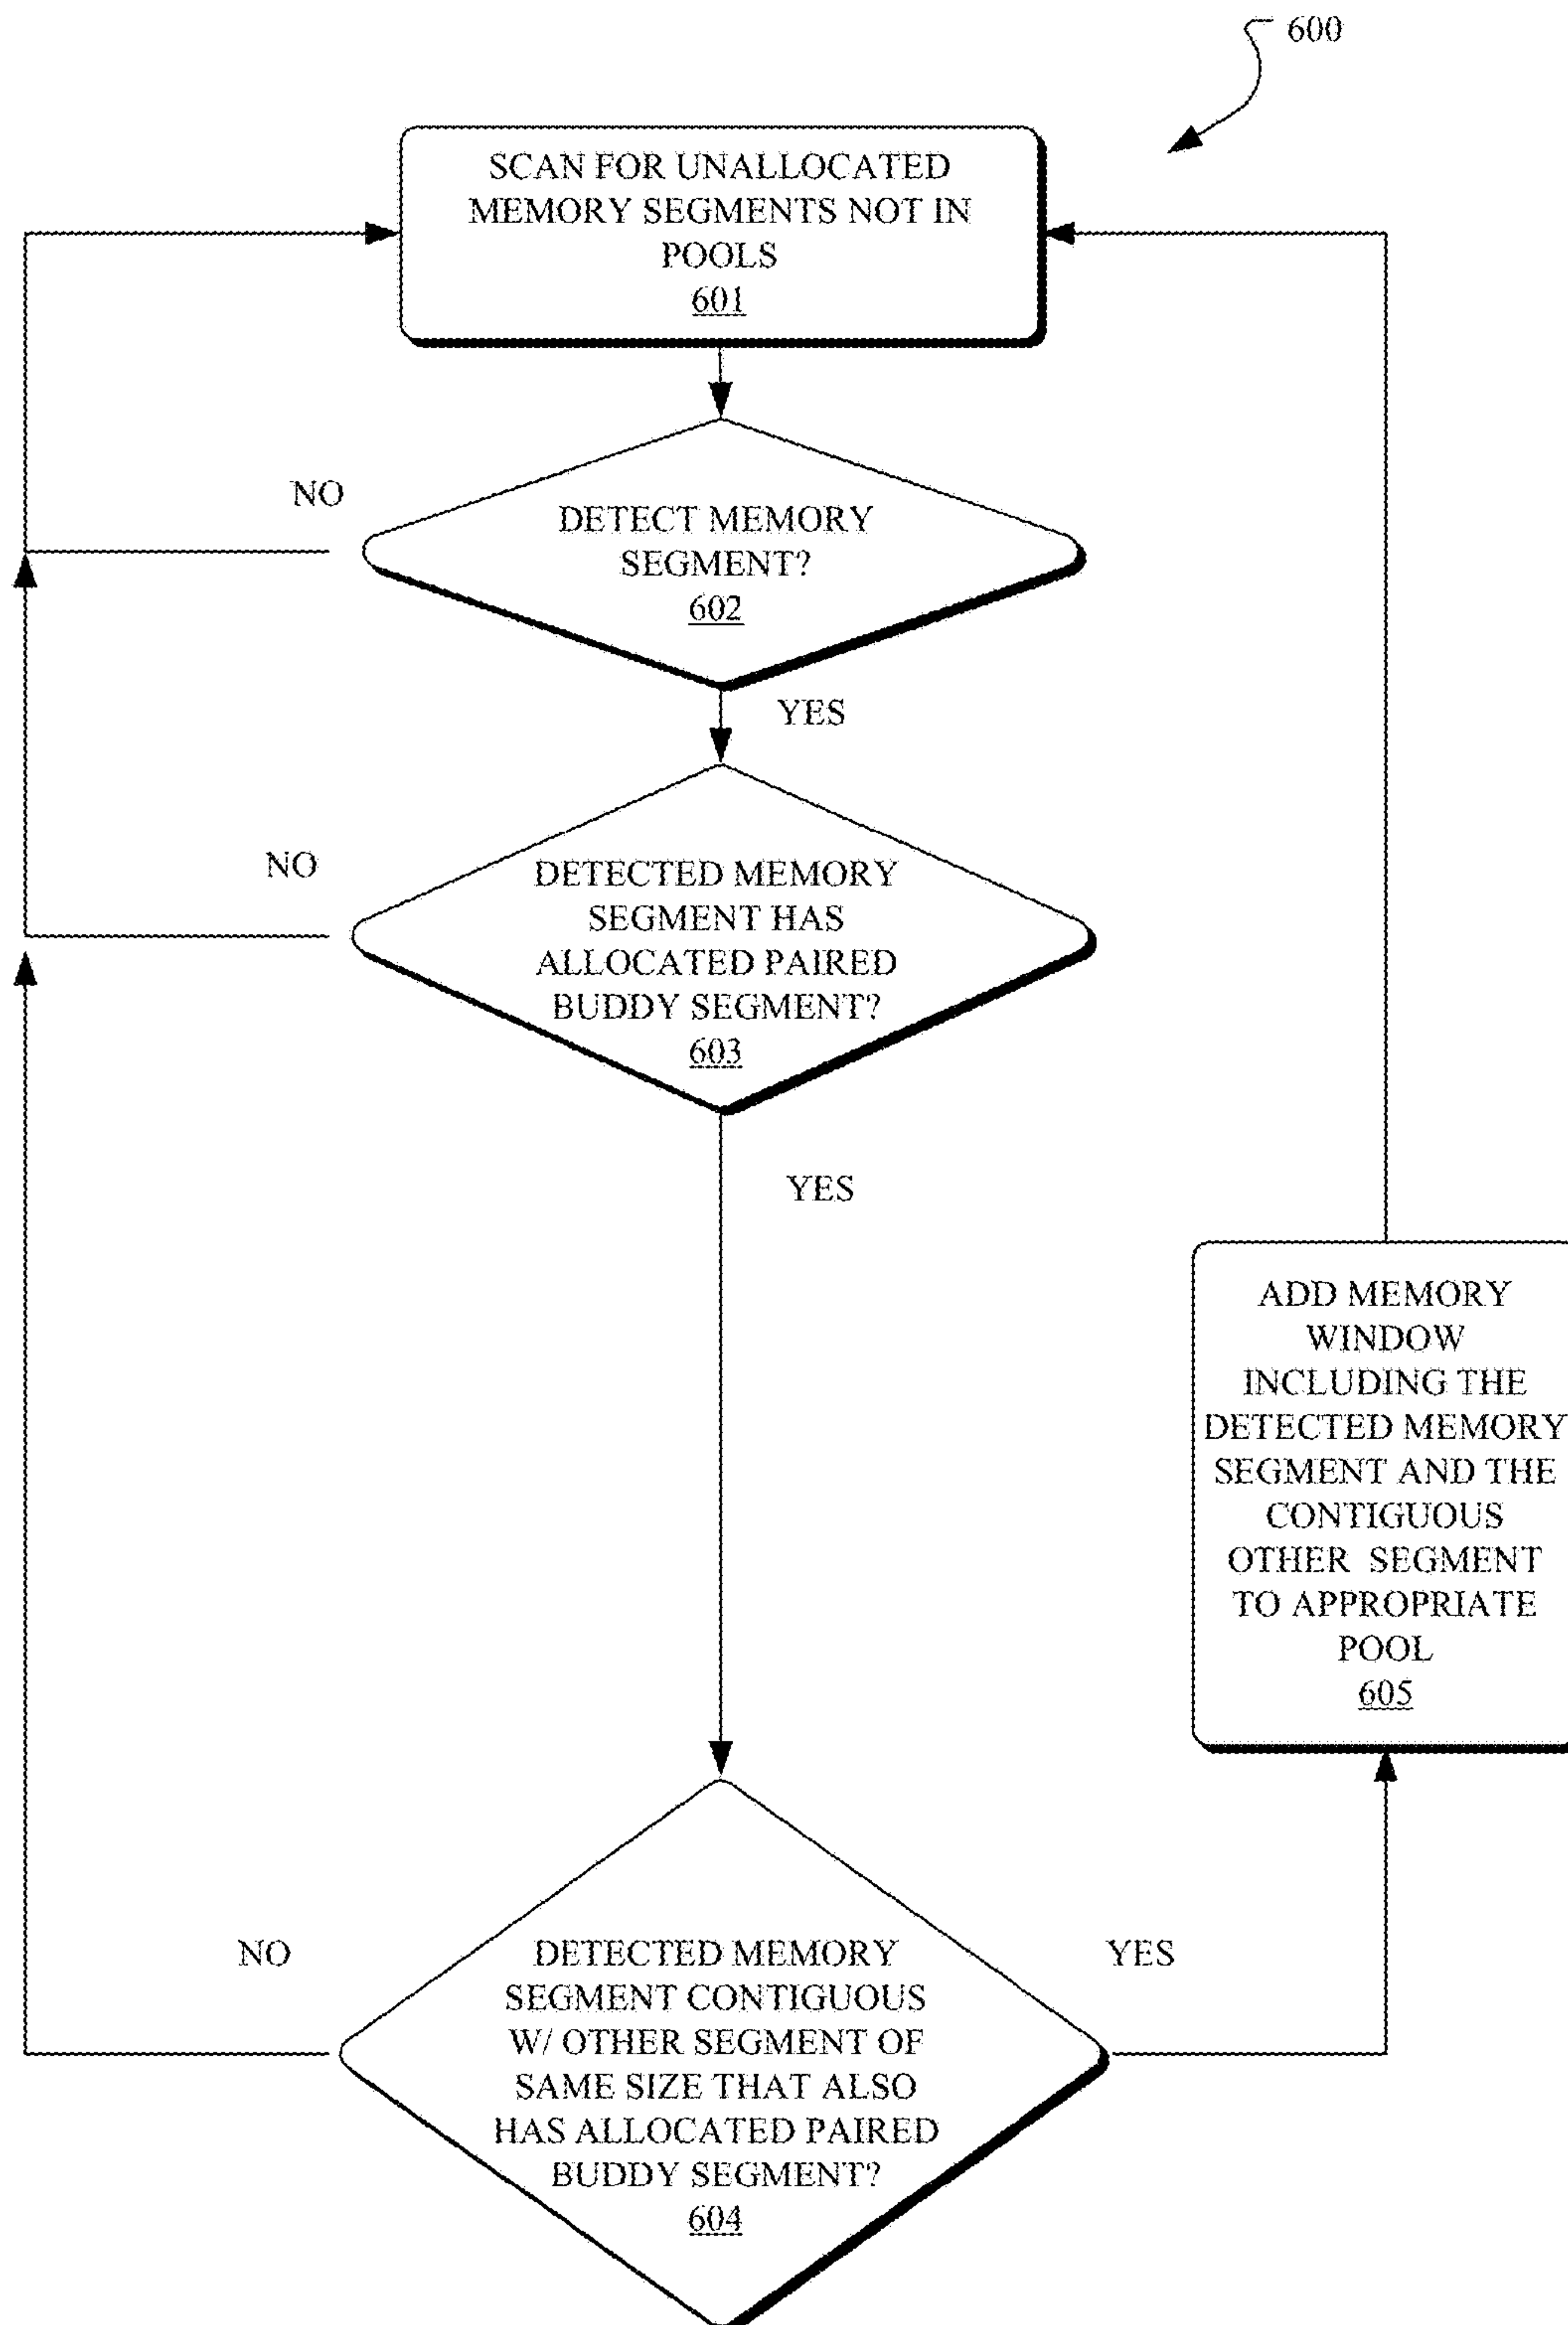 600
SCAN FOR UNALLOCATED
MEMORY SEGMENTS NOT IN
POOLS
601
NO
DETECT MEMORY
SEGMENT?
602
YES
NO
DETECTED MEMORY
SEGMENT HAS
ALLOCATED PAIRED
BUDDY SEGMENT?
603
YES
ADD MEMORY
WINDOW
INCLUDING THE
DETECTED MEMORY
SEGMENT AND THE
CONTIGUOUS
OTHER SEGMENT
TO APPROPRIATE
POOL
605
NO
DETECTED MEMORY
SEGMENT CONTIGUOUS
W/ OTHER SEGMENT OF
SAME SIZE THAT ALSO
HAS ALLOCATED PAIRED
BUDDY SEGMENT?
604
YES